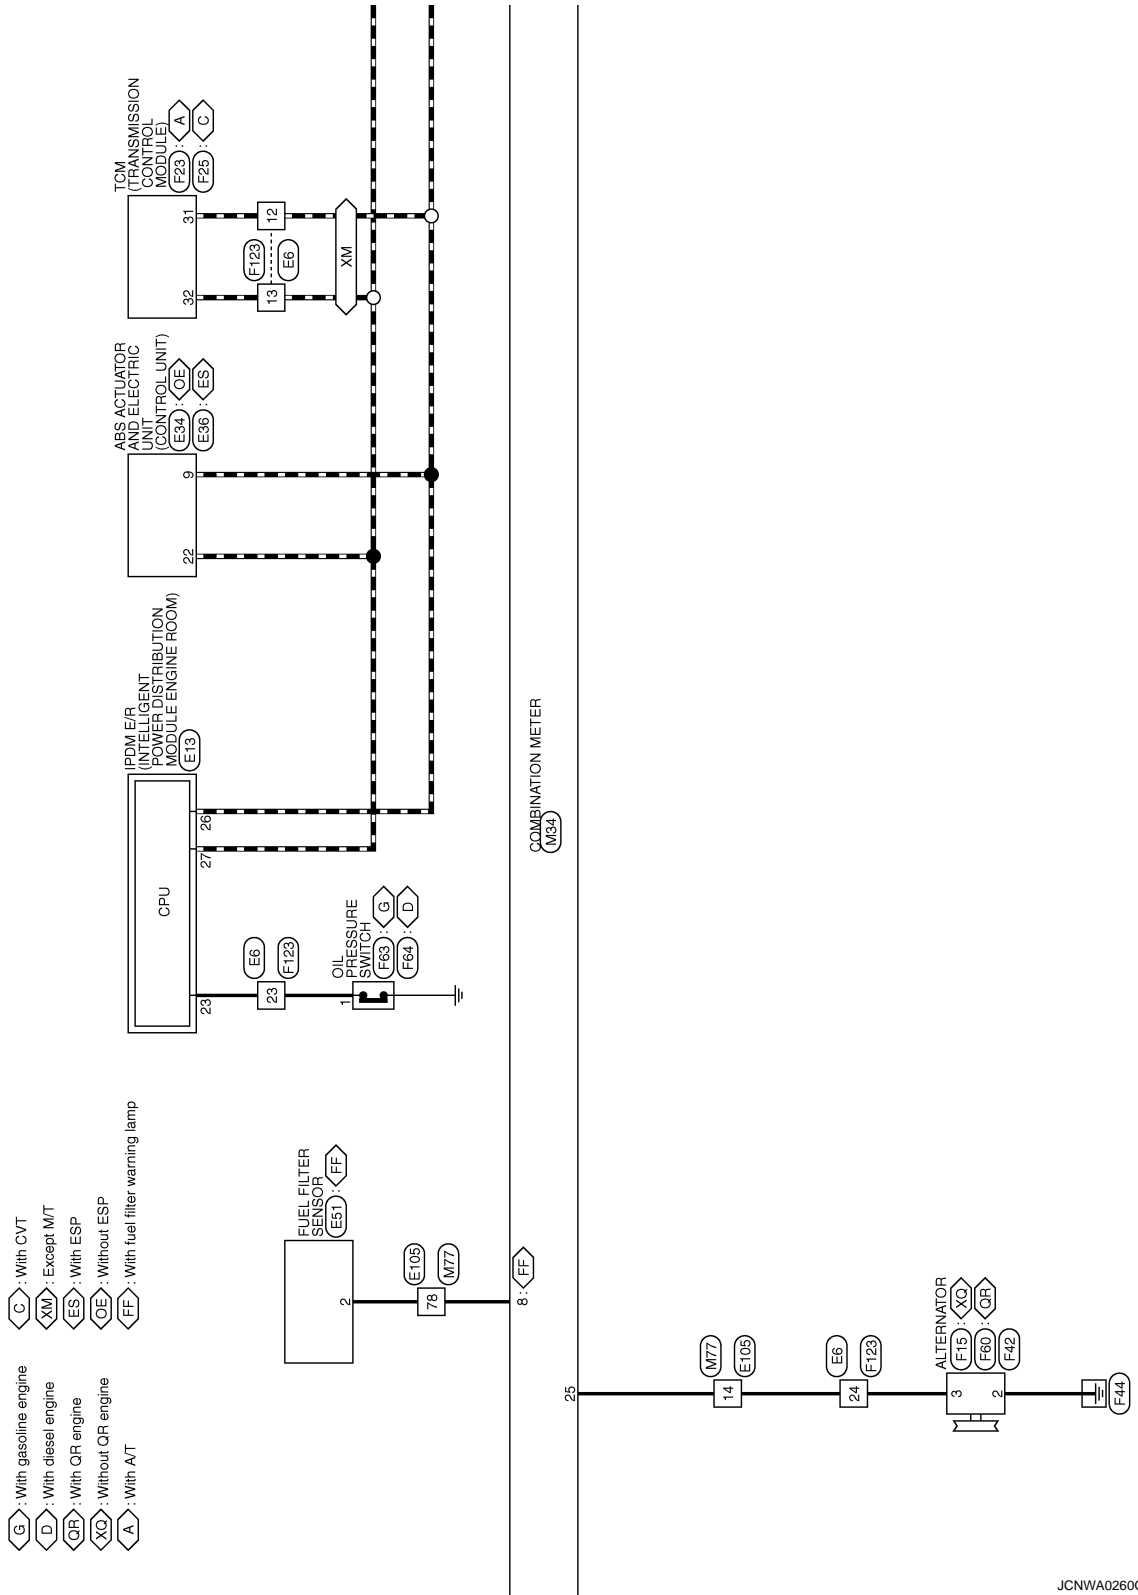 G : With gasoline engine
D : With diesel engine
QR : With QR engine
XQ : Without QR engine
A : With A/T
C : With CVT
XM : Except M/T
ES : With ESP
OE : Without ESP
FF : With fuel filter warning lamp
FUEL FILTER
SENSOR
E51 : FF
2
78
E105
M77
8 : FF
IPDM E/R
(INTELLIGENT
POWER DISTRIBUTION
MODULE ENGINE ROOM)
E13
CPU
23
27
26
23
E6
F123
OIL
PRESSURE
SWITCH
F63 : G
F64 : D
1
ABS ACTUATOR
AND ELECTRIC
UNIT
(CONTROL UNIT)
E34 : OE
E36 : ES
22
9
TCM
(TRANSMISSION
CONTROL
MODULE)
F23 : A
F25 : C
32
31
13
12
F123
E6
XM
COMBINATION METER
M34
25
14
M77
E105
24
E6
F123
ALTERNATOR
F15 : XQ
F60 : QR
F42
3
2
F44